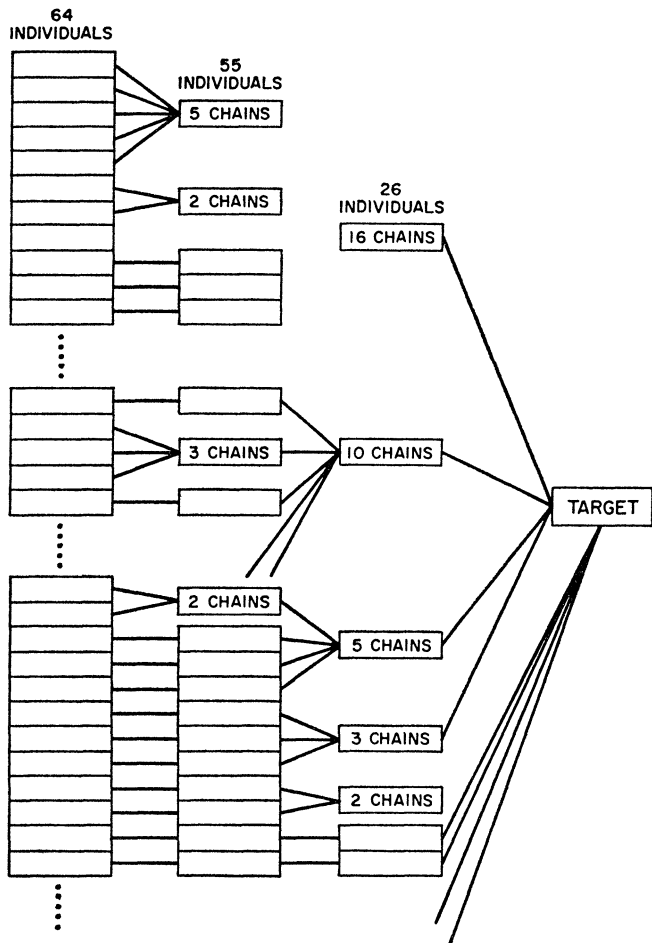 64
INDIVIDUALS
55
INDIVIDUALS
5 CHAINS
2 CHAINS
26
INDIVIDUALS
16 CHAINS
3 CHAINS
10 CHAINS
TARGET
2 CHAINS
5 CHAINS
3 CHAINS
2 CHAINS